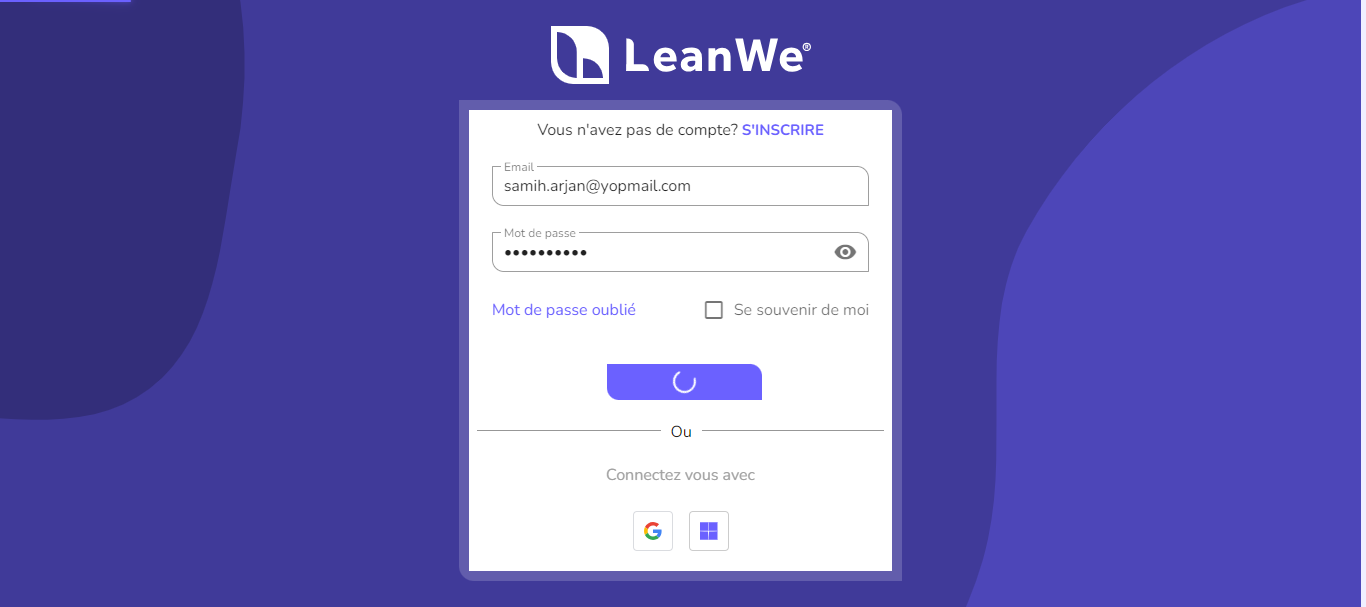 LeanWe®
Vous n'avez pas de compte? S'INSCRIRE
Email
samih.arjan@yopmail.com
Mot de passe
••••••••••
Mot de passe oublié
Se souvenir de moi
Ou
Connectez vous avec